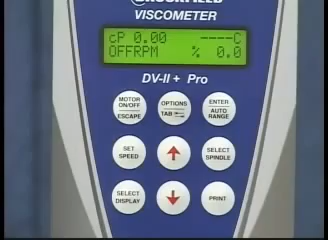 BROOKFIELD
VISCOMETER
cP 0.00 ----C
OFFRPM % 0.0
DV-II+ Pro
MOTOR ON/OFF ESCAPE
OPTIONS TAB
ENTER AUTO RANGE
SET SPEED
SELECT SPINDLE
SELECT DISPLAY
PRINT